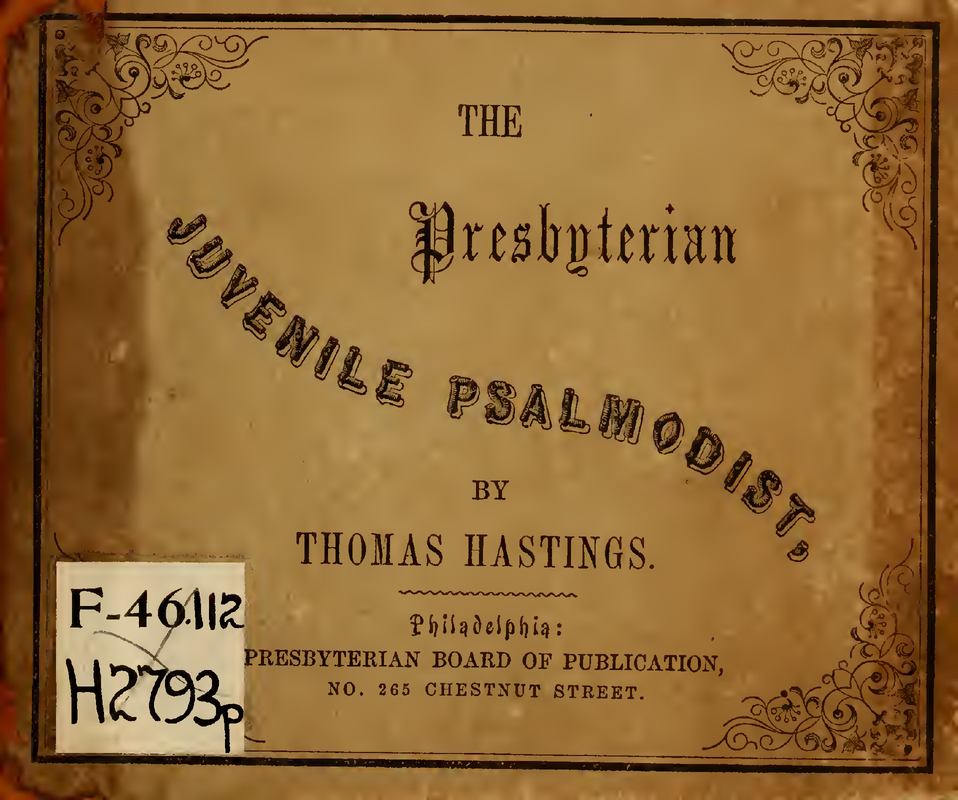 THE
Presbyterian
JUVENILE PSALMODIST,
BY
THOMAS HASTINGS.
Philadelphia:
PRESBYTERIAN BOARD OF PUBLICATION,
NO. 265 CHESTNUT STREET.
F-46.112
H2793p